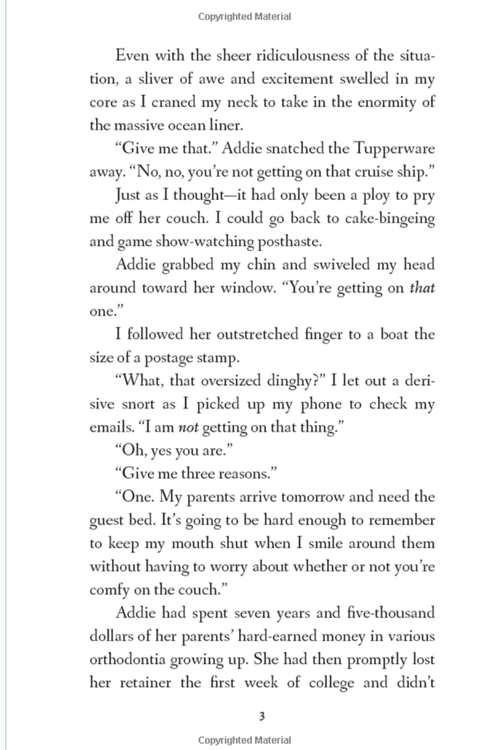 Copyrighted Material
Even with the sheer ridiculousness of the situa-
tion, a sliver of awe and excitement swelled in my
core as I craned my neck to take in the enormity of
the massive ocean liner.
“Give me that.” Addie snatched the Tupperware
away. “No, no, you’re not getting on that cruise ship.”
Just as I thought—it had only been a ploy to pry
me off her couch. I could go back to cake-bingeing
and game show-watching posthaste.
Addie grabbed my chin and swiveled my head
around toward her window. “You’re getting on that
one.”
I followed her outstretched finger to a boat the
size of a postage stamp.
“What, that oversized dinghy?” I let out a deri-
sive snort as I picked up my phone to check my
emails. “I am not getting on that thing.”
“Oh, yes you are.”
“Give me three reasons.”
“One. My parents arrive tomorrow and need the
guest bed. It’s going to be hard enough to remember
to keep my mouth shut when I smile around them
without having to worry about whether or not you’re
comfy on the couch.”
Addie had spent seven years and five-thousand
dollars of her parents’ hard-earned money in various
orthodontia growing up. She had then promptly lost
her retainer the first week of college and didn’t
3
Copyrighted Material